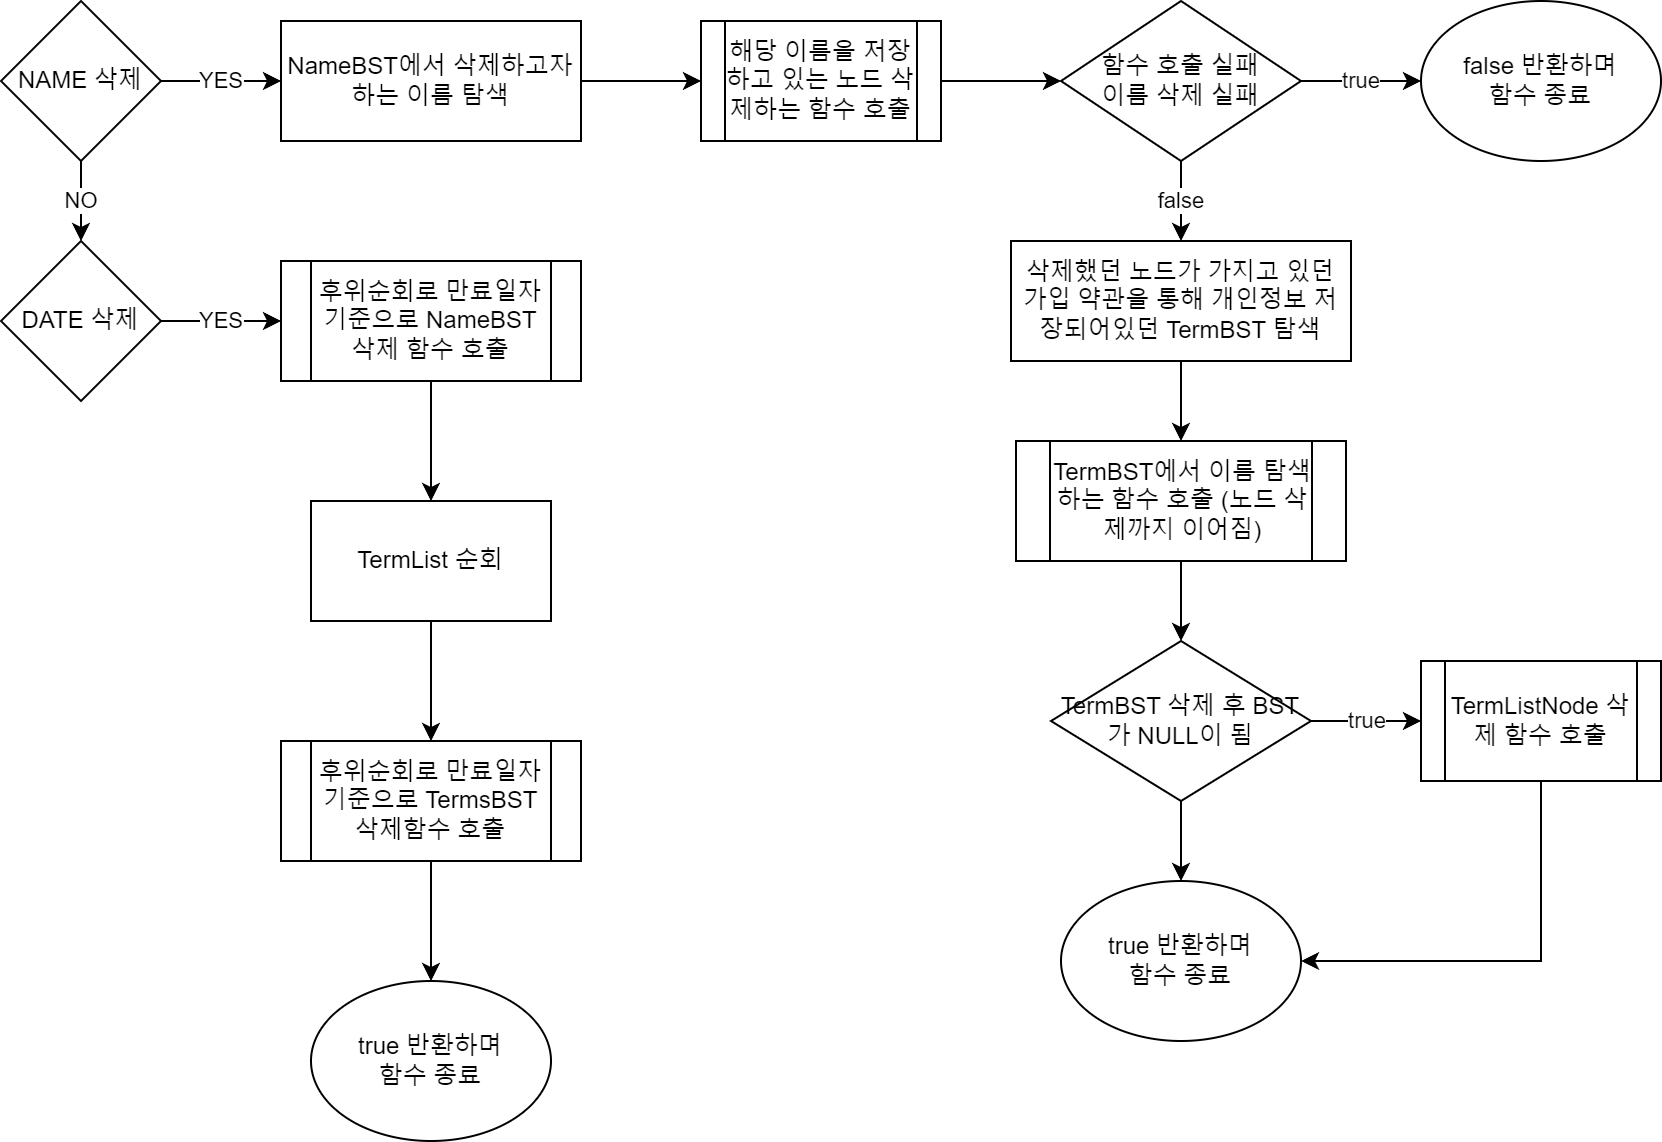 NAME 삭제
YES
NameBST에서 삭제하고자
하는 이름 탐색
해당 이름을 저장
하고 있는 노드 삭
제하는 함수 호출
함수 호출 실패
이름 삭제 실패
true
false 반환하며
함수 종료
NO
false
DATE 삭제
YES
후위순회로 만료일자
기준으로 NameBST
삭제 함수 호출
삭제했던 노드가 가지고 있던
가입 약관을 통해 개인정보 저
장되어있던 TermBST 탐색
TermBST에서 이름 탐색
하는 함수 호출 (노드 삭
제까지 이어짐)
TermList 순회
TermBST 삭제 후 BST
가 NULL이 됨
true
TermListNode 삭
제 함수 호출
후위순회로 만료일자
기준으로 TermsBST
삭제함수 호출
true 반환하며
함수 종료
true 반환하며
함수 종료